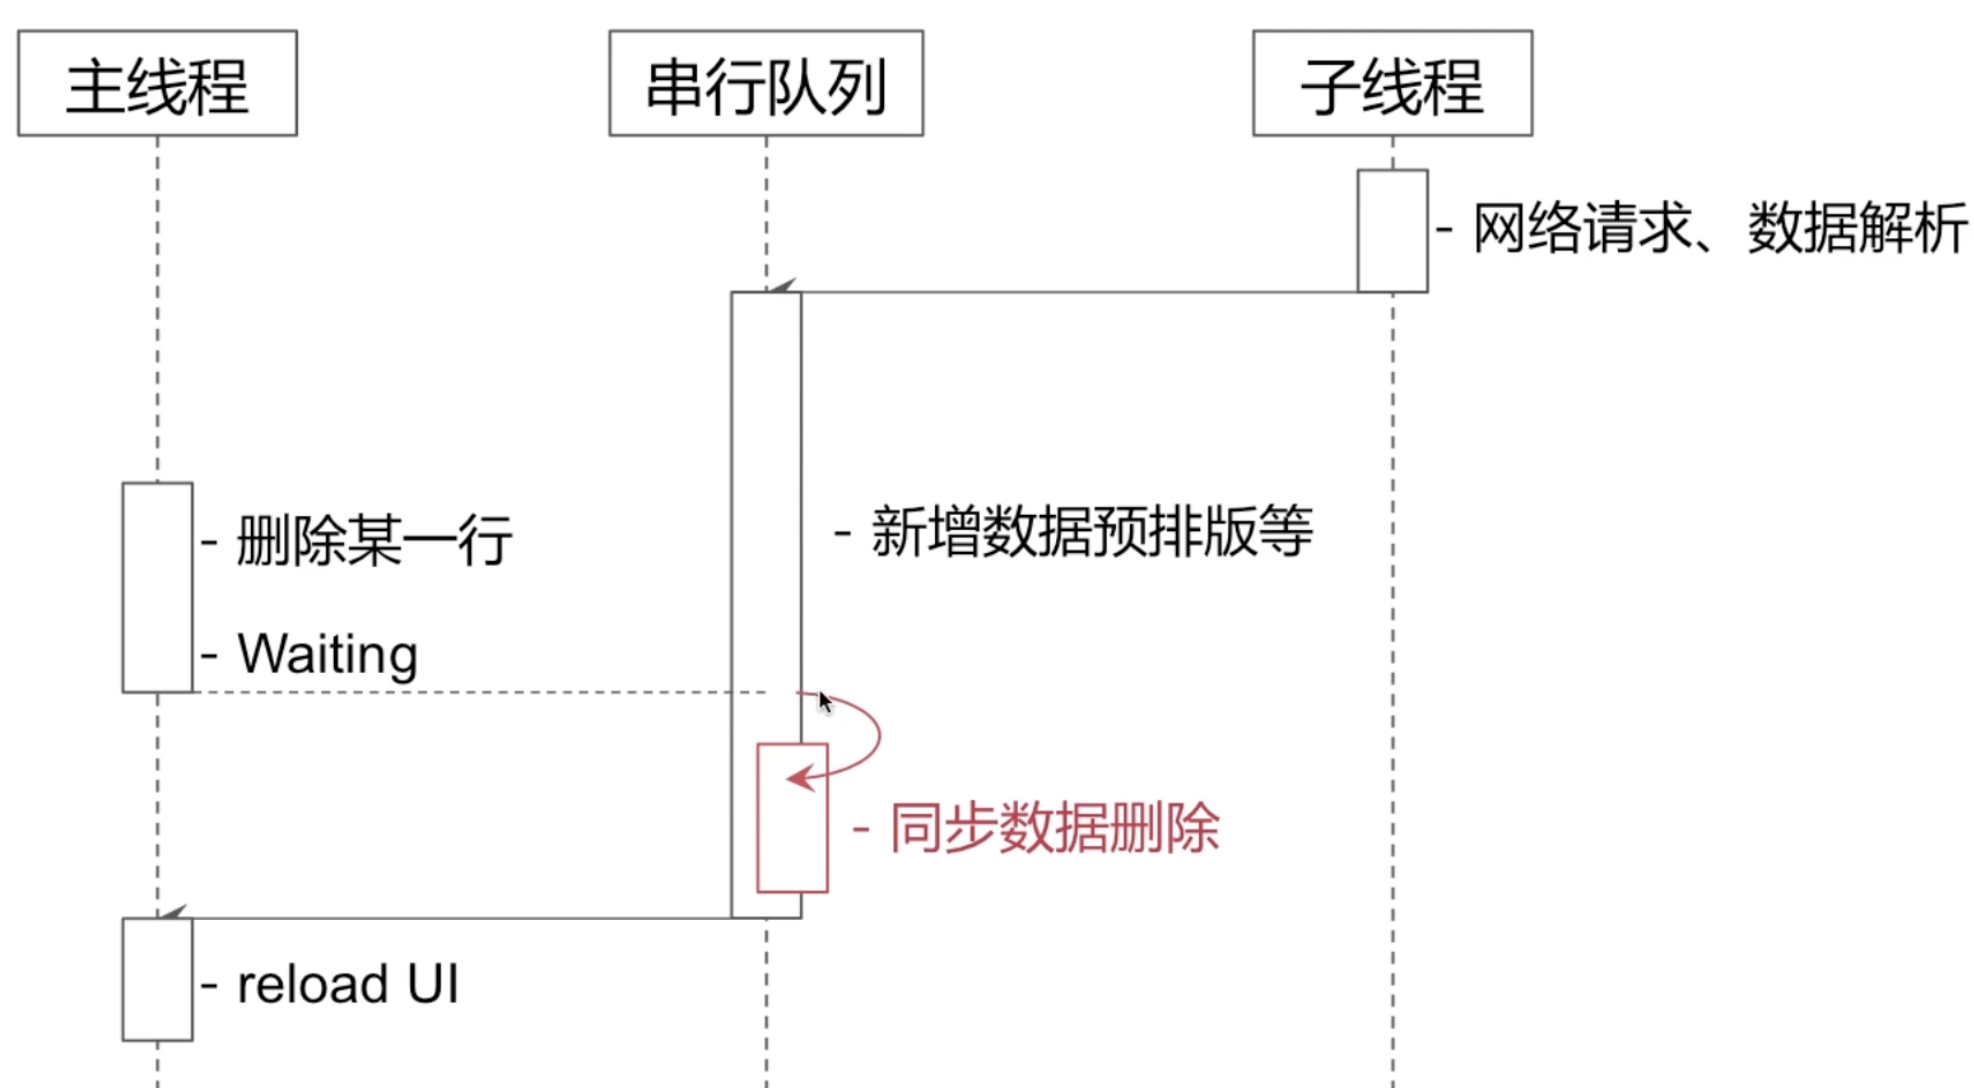 主线程
串行队列
子线程
- 网络请求、数据解析
- 删除某一行
- 新增数据预排版等
- Waiting
- 同步数据删除
- reload UI